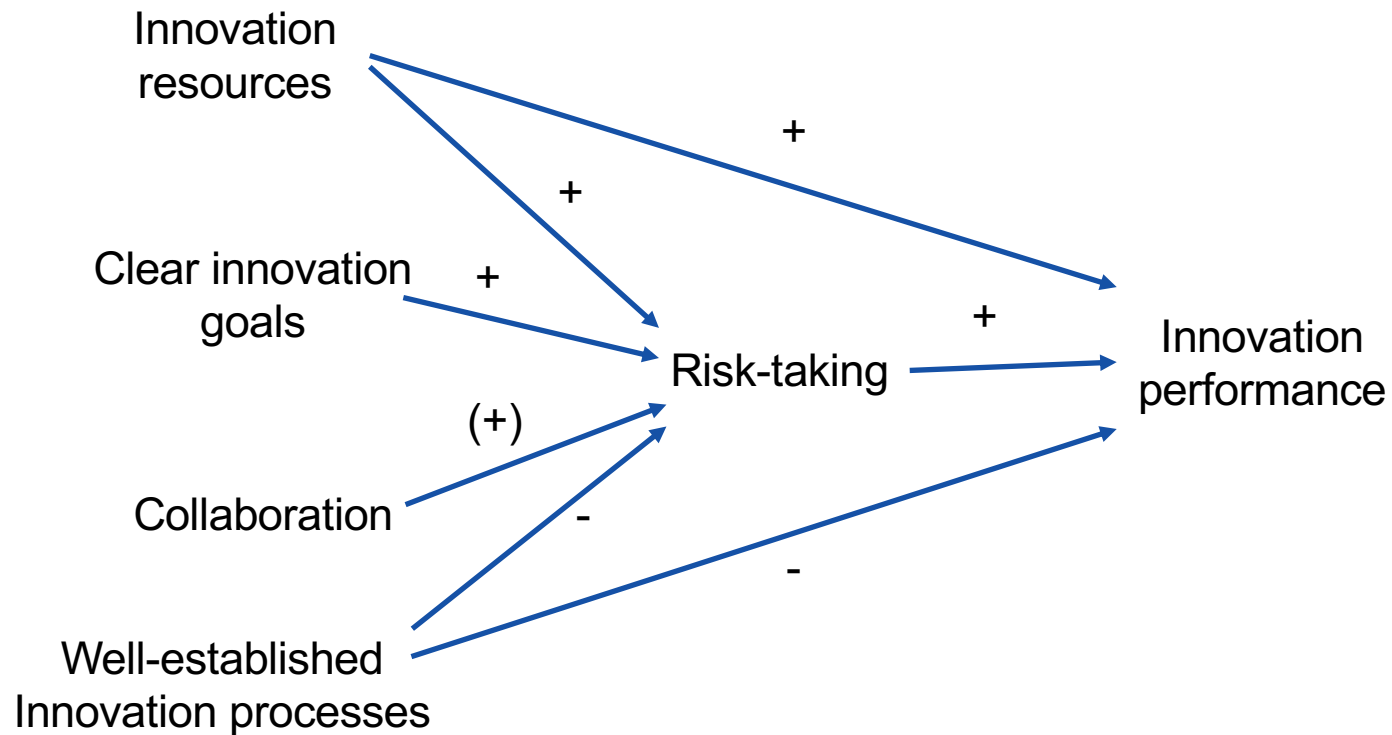 Innovation
resources
+
+
Clear innovation
goals
+
+
Risk-taking
Innovation
performance
(+)
Collaboration
-
-
Well-established
Innovation processes